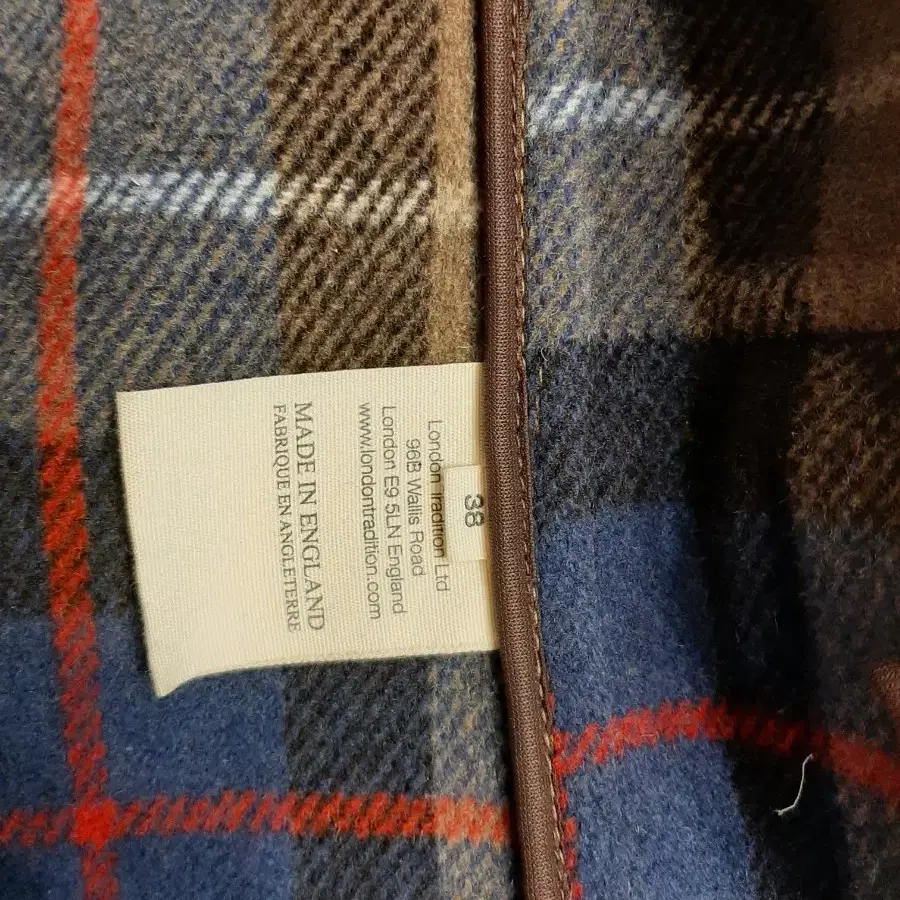 38
London Tradition Ltd
96B Wallis Road
London E9 5LN England
www.londontradition.com
MADE IN ENGLAND
FABRIQUE EN ANGLETERRE